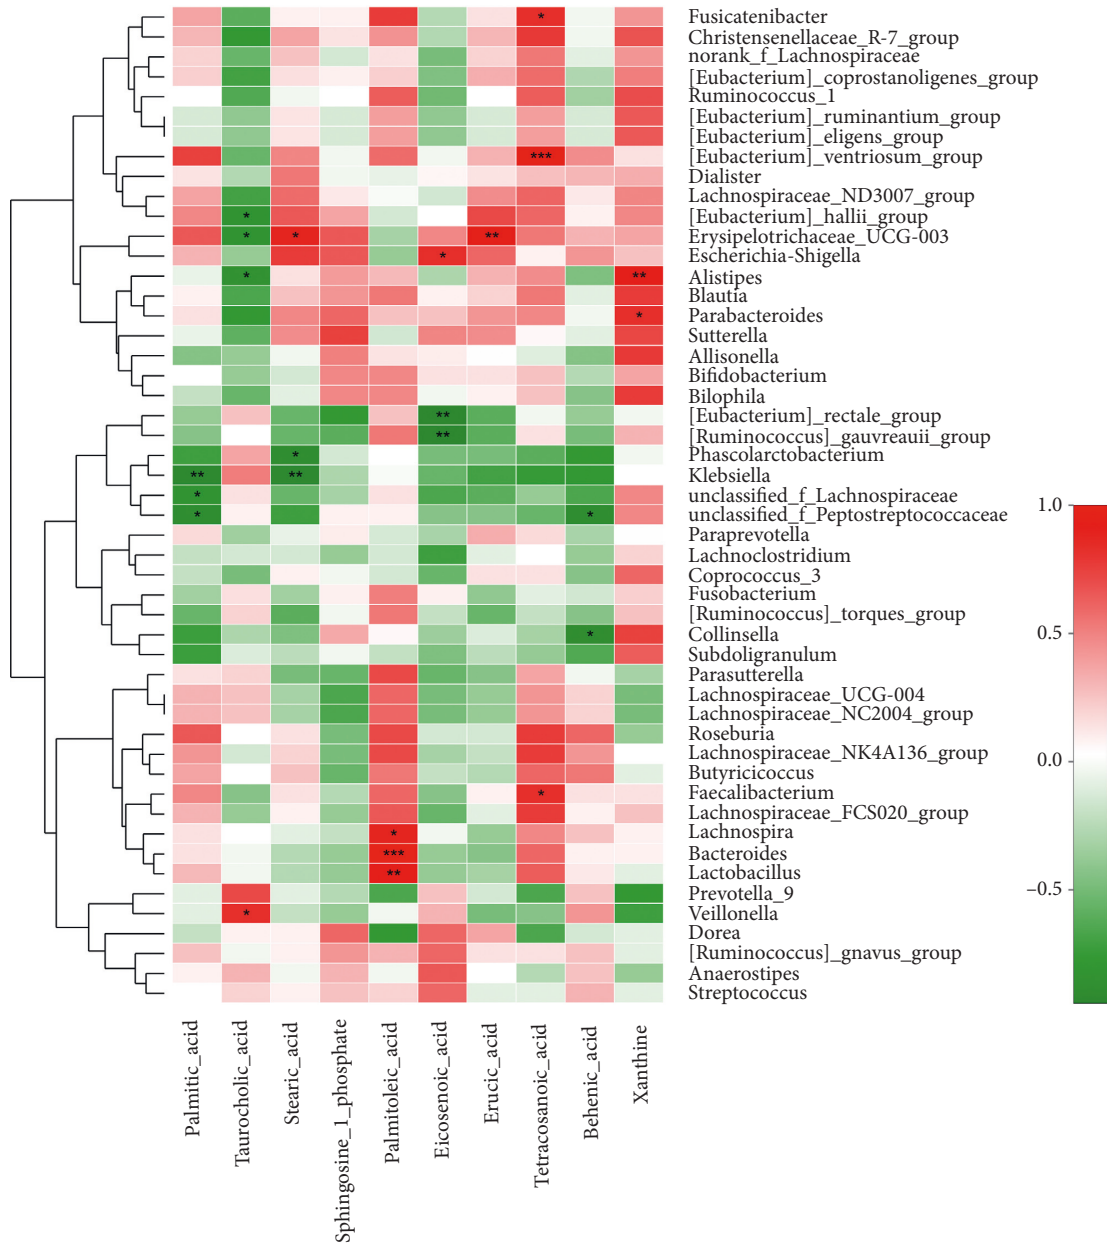 * Fusicatenibacter
Christensenellaceae_R-7_group
norank_f_Lachnospiraceae
[Eubacterium]_coprostanoligenes_group
Ruminococcus_1
[Eubacterium]_ruminantium_group
[Eubacterium]_eligens_group
*** [Eubacterium]_ventriosum_group
Dialister
Lachnospiraceae_ND3007_group
* [Eubacterium]_hallii_group
* * ** Erysipelotrichaceae_UCG-003
* Escherichia-Shigella
* ** Alistipes
Blautia
* Parabacteroides
Sutterella
Allisonella
Bifidobacterium
Bilophila
** [Eubacterium]_rectale_group
** [Ruminococcus]_gauvreauii_group
* Phascolarctobacterium
** ** Klebsiella
* unclassified_f_Lachnospiraceae
* * unclassified_f_Peptostreptococcaceae
Paraprevotella
Lachnoclostridium
Coprococcus_3
Fusobacterium
[Ruminococcus]_torques_group
* Collinsella
Subdoligranulum
Parasutterella
Lachnospiraceae_UCG-004
Lachnospiraceae_NC2004_group
Roseburia
Lachnospiraceae_NK4A136_group
Butyricicoccus
* Faecalibacterium
Lachnospiraceae_FCS020_group
* Lachnospira
*** Bacteroides
** Lactobacillus
Prevotella_9
* Veillonella
Dorea
[Ruminococcus]_gnavus_group
Anaerostipes
Streptococcus
Palmitic_acid
Taurocholic_acid
Stearic_acid
Sphingosine_1_phosphate
Palmitoleic_acid
Eicosenoic_acid
Erucic_acid
Tetracosanoic_acid
Behenic_acid
Xanthine
1.0
0.5
0.0
−0.5